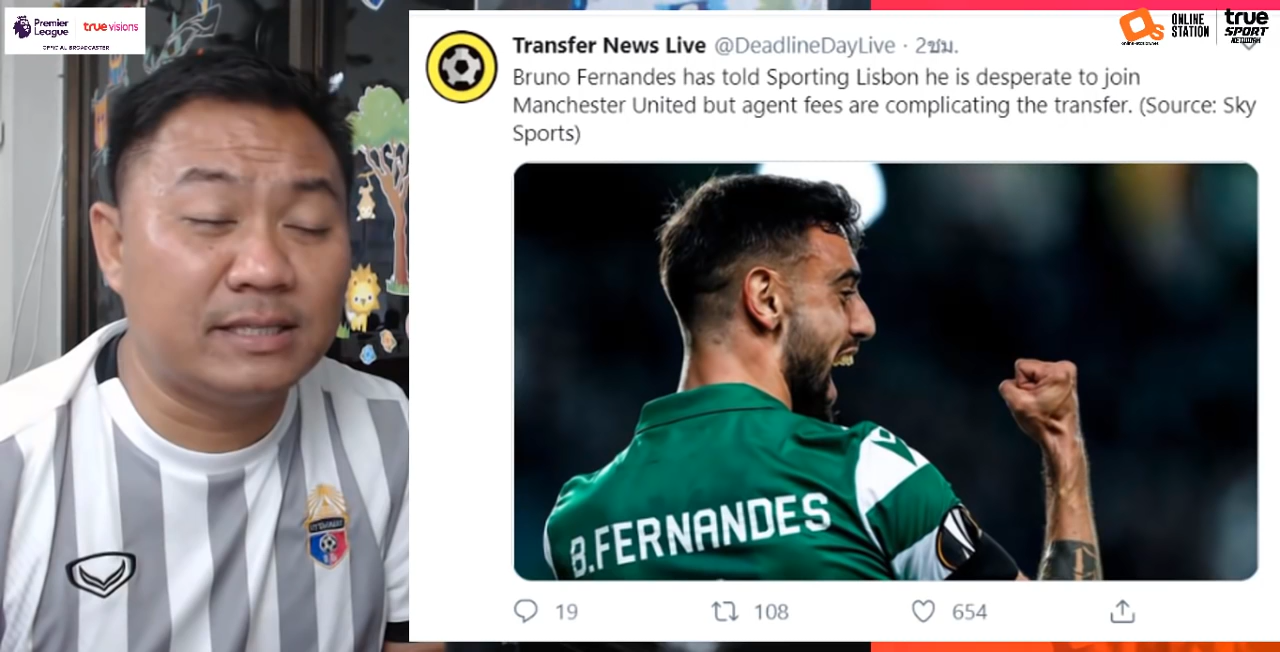 Premier League
true visions
OFFICIAL BROADCASTER
ONLINE STATION
true SPORT NETWORK
Transfer News Live @DeadlineDayLive · 2ชม.
Bruno Fernandes has told Sporting Lisbon he is desperate to join
Manchester United but agent fees are complicating the transfer. (Source: Sky
Sports)
B.FERNANDES
19
108
654